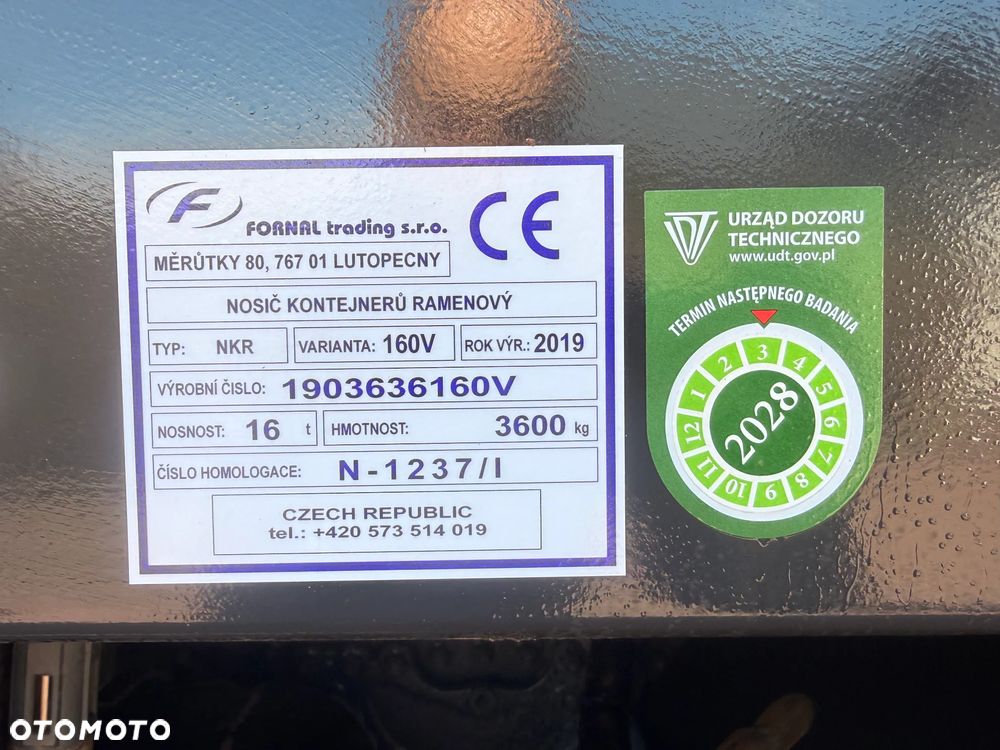 F
FORNAL trading s.r.o.
CE
MĚRŮTKY 80, 767 01 LUTOPECNY
NOSIČ KONTEJNERŮ RAMENOVÝ
TYP: NKR VARIANTA: 160V ROK VÝR.: 2019
VÝROBNÍ ČISLO: 1903636160V
NOSNOST: 16 t HMOTNOST: 3600 kg
ČÍSLO HOMOLOGACE: N-1237/I
CZECH REPUBLIC
tel.: +420 573 514 019
UDT
URZĄD DOZORU
TECHNICZNEGO
www.udt.gov.pl
TERMIN NASTĘPNEGO BADANIA
1 2 3 4 5 6 7 8 9 10 11 12
2028
OTOMOTO